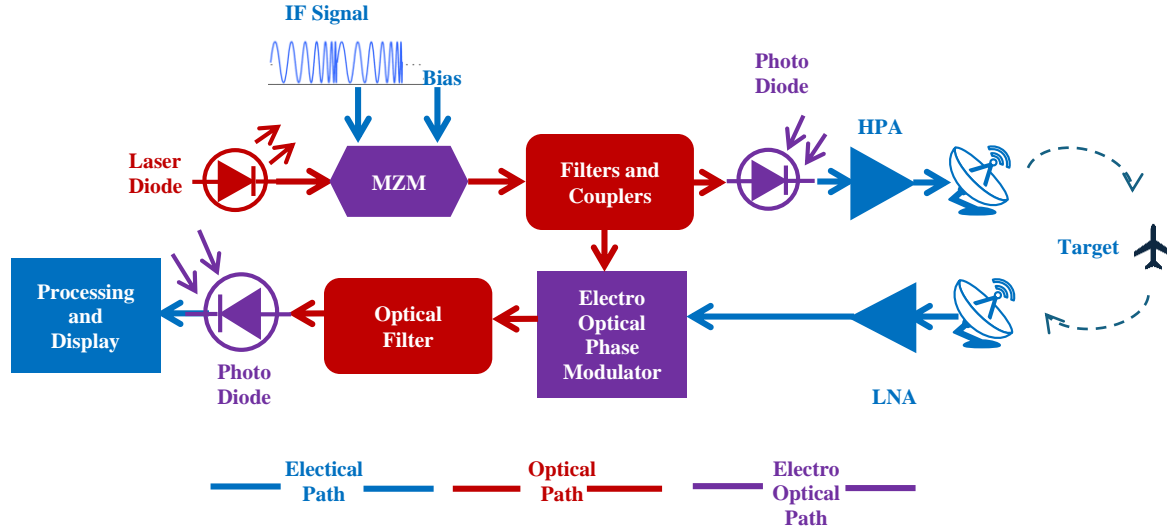 IF Signal
Bias
Photo
Diode
HPA
Laser
Diode
MZM
Filters and
Couplers
Target
Processing
and
Display
Photo
Diode
Optical
Filter
Electro
Optical
Phase
Modulator
LNA
Electical
Path
Optical
Path
Electro
Optical
Path